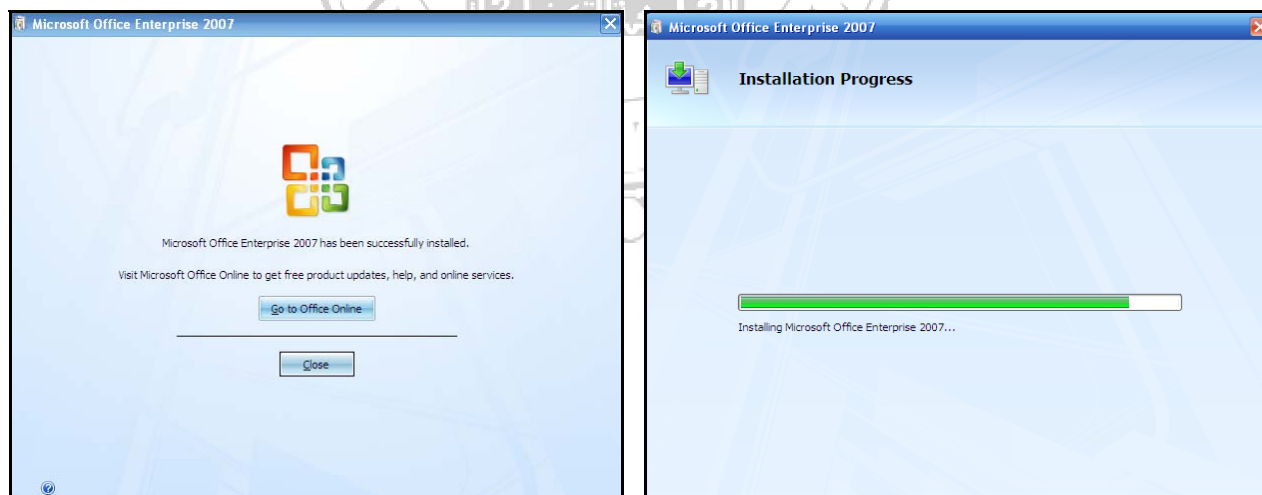 Microsoft Office Enterprise 2007
Microsoft Office Enterprise 2007 has been successfully installed.
Visit Microsoft Office Online to get free product updates, help, and online services.
Go to Office Online
Close
Microsoft Office Enterprise 2007
Installation Progress
Installing Microsoft Office Enterprise 2007...